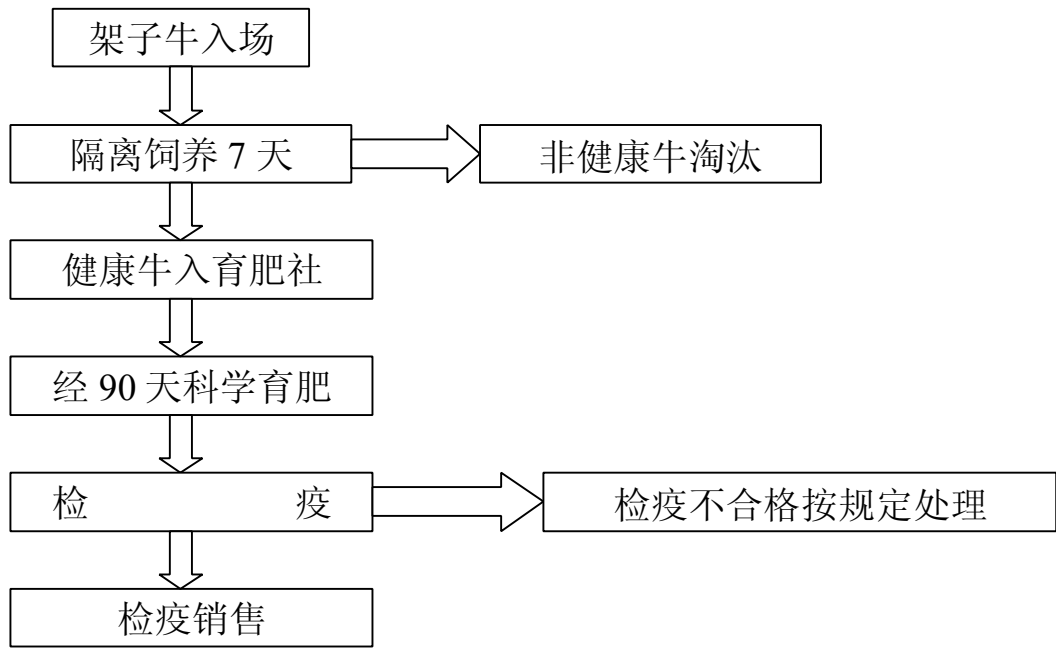 架子牛入场
隔离饲养 7 天
非健康牛淘汰
健康牛入育肥社
经 90 天科学育肥
检 疫
检疫不合格按规定处理
检疫销售